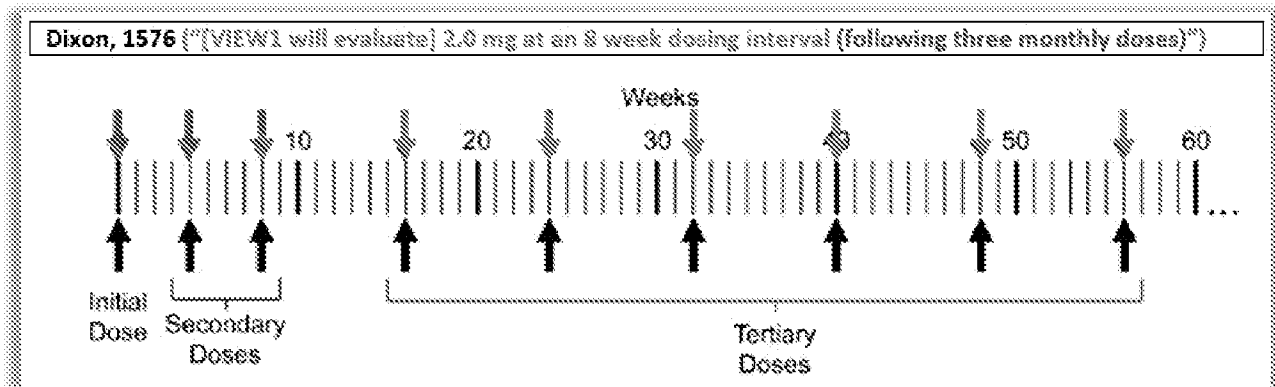 Dixon, 1576 ("[VIEW1 will evaluate] 2.0 mg at an 8 week dosing interval (following three monthly doses)")
Weeks
10 20 30 40 50 60
...
Initial
Dose
Secondary
Doses
Tertiary
Doses